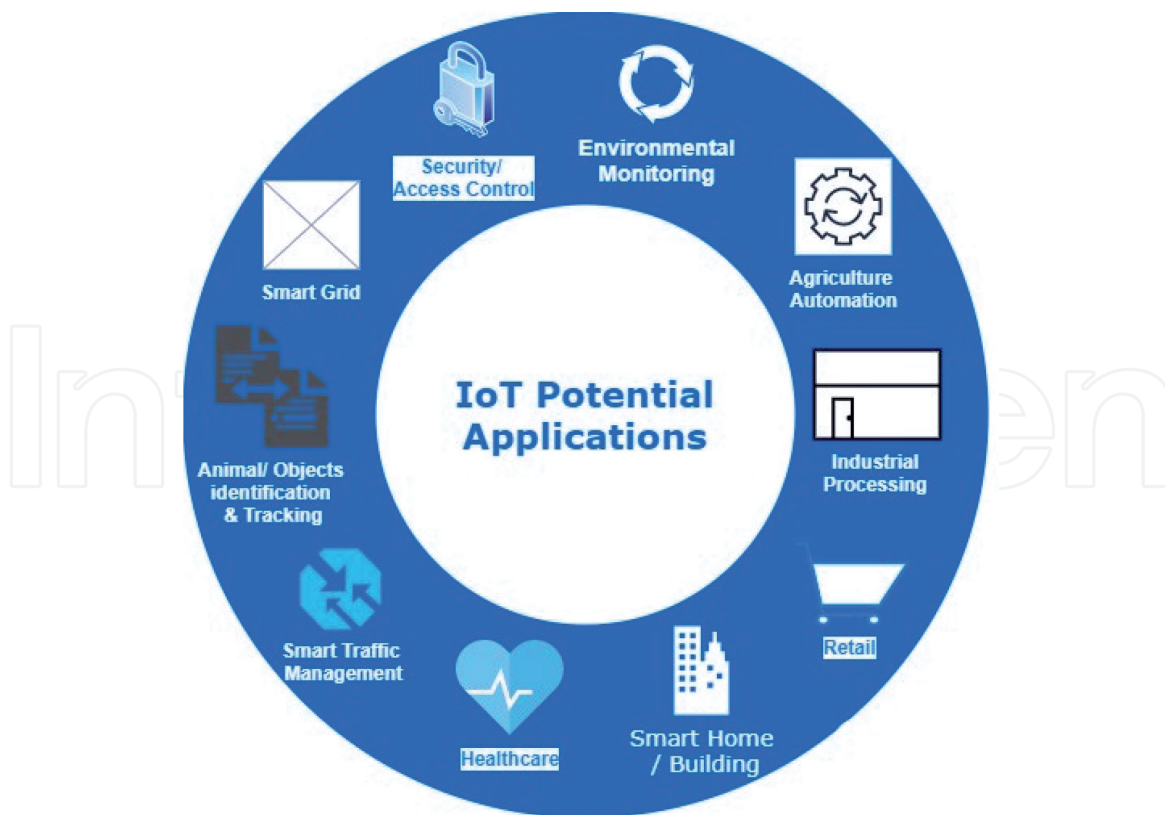 IoT Potential
Applications
Environmental
Monitoring
Agriculture
Automation
Industrial
Processing
Retail
Smart Home
/ Building
Healthcare
Smart Traffic
Management
Animal/ Objects
identification
& Tracking
Smart Grid
Security/
Access Control